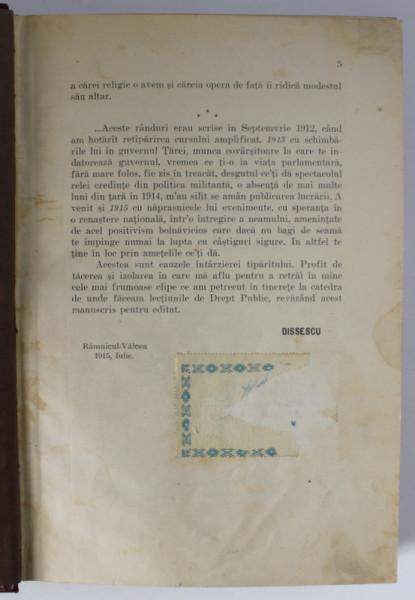 5
a cărei religie o avem și căreia opera de față îi ridică modestul
său altar.
* * *
...Aceste rânduri erau scrise în Septemvrie 1912, când
am hotărît retipărirea cursului amplificat. 1913 cu schimbă-
rile lui în guvernul Țărei, munca covârșitoare la care te în-
datorează guvernul, vremea ce ți-o ia viața parlamentară,
fără mare folos, fie zis în treacăt, desgutul ce'ți dă spectacolul
relei credințe din politica militantă, o absență de mai multe
luni din țară în 1914, m'au silit se amân publicarea lucrării. A
venit și 1915 cu năprasnicele lui evenimente, cu speranța în
o renaștere națională, într'o întregire a neamului, amenințate
de acel positivism bolnăvicios care dacă nu bagi de seamă
te împinge numai la lupta cu câștiguri sigure. In altfel te
ține în loc prin amețelile ce'ți dă.
Acestea sunt cauzele întârzierei tipăritului. Profit de
tăcerea și izolarea în care mă aflu pentru a retrăi în mine
cele mai frumoase clipe ce am petrecut în tinerețe la catedra
de unde făceam lecțiunile de Drept Public, revăzând acest
manuscris pentru editat.
DISSESCU
Râmnicul-Vâlcea
1915, Iulie.